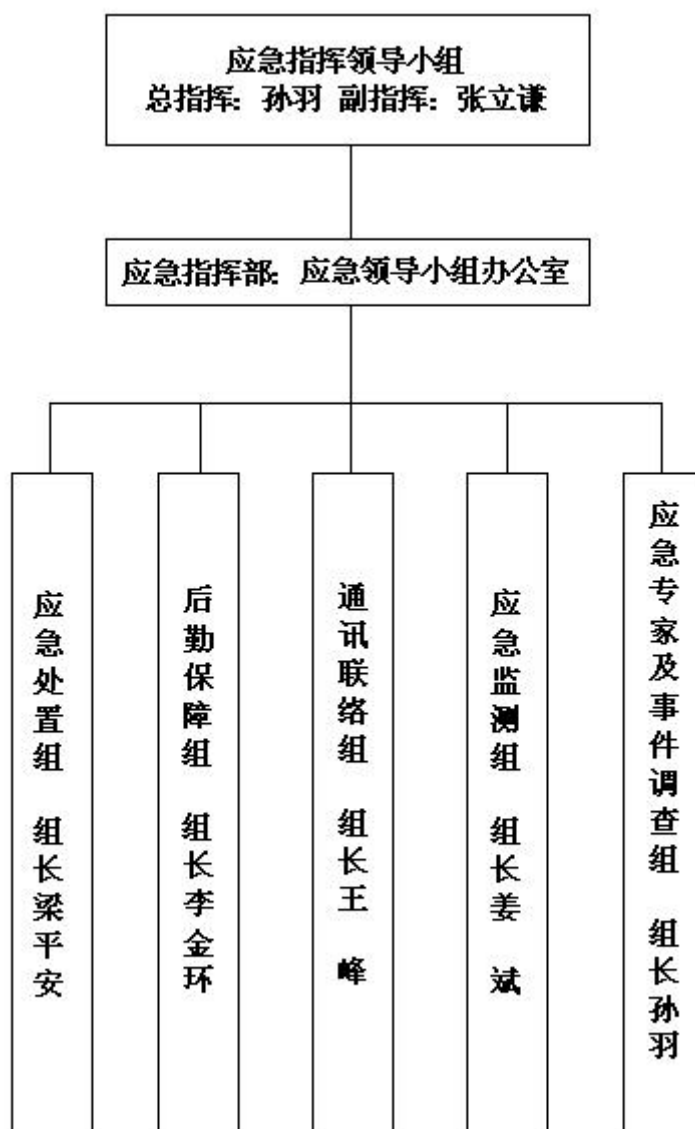 应急指挥领导小组
总指挥：孙羽 副指挥：张立谦
应急指挥部：应急领导小组办公室
应急处置组 组长梁平安
后勤保障组 组长李金环
通讯联络组 组长王 峰
应急监测组 组长姜 斌
应急专家及事件调查组 组长孙羽